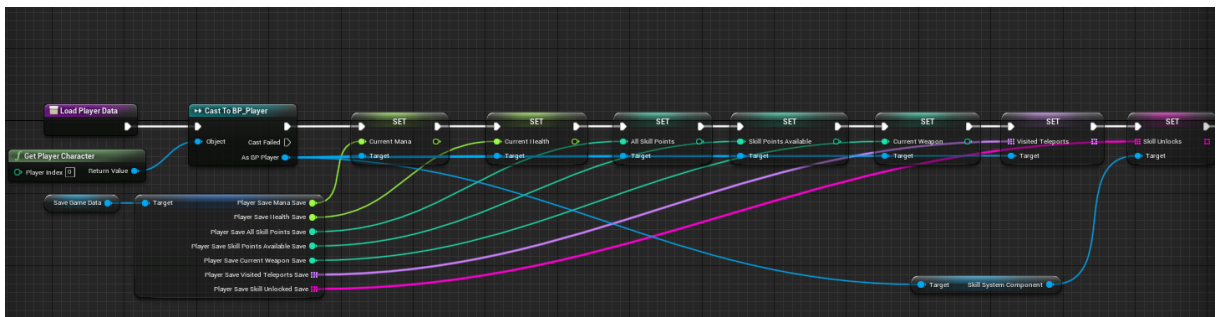 Load Player Data
Cast To BP_Player
SET SET SET SET SET SET SET
Object Cast Failed Current Mana Current Health All Skill Points Skill Points Available Current Weapon Visited Teleports Skill Unlocks
Get Player Character
As BP Player Target Target Target Target Target Target Target
Player Index 0 Return Value
Save Game Data Target Player Save Mana Save
Player Save Health Save
Player Save All Skill Points Save
Player Save Skill Points Available Save
Player Save Current Weapon Save
Player Save Visited Teleports Save
Player Save Skill Unlocked Save
Target Skill System Component